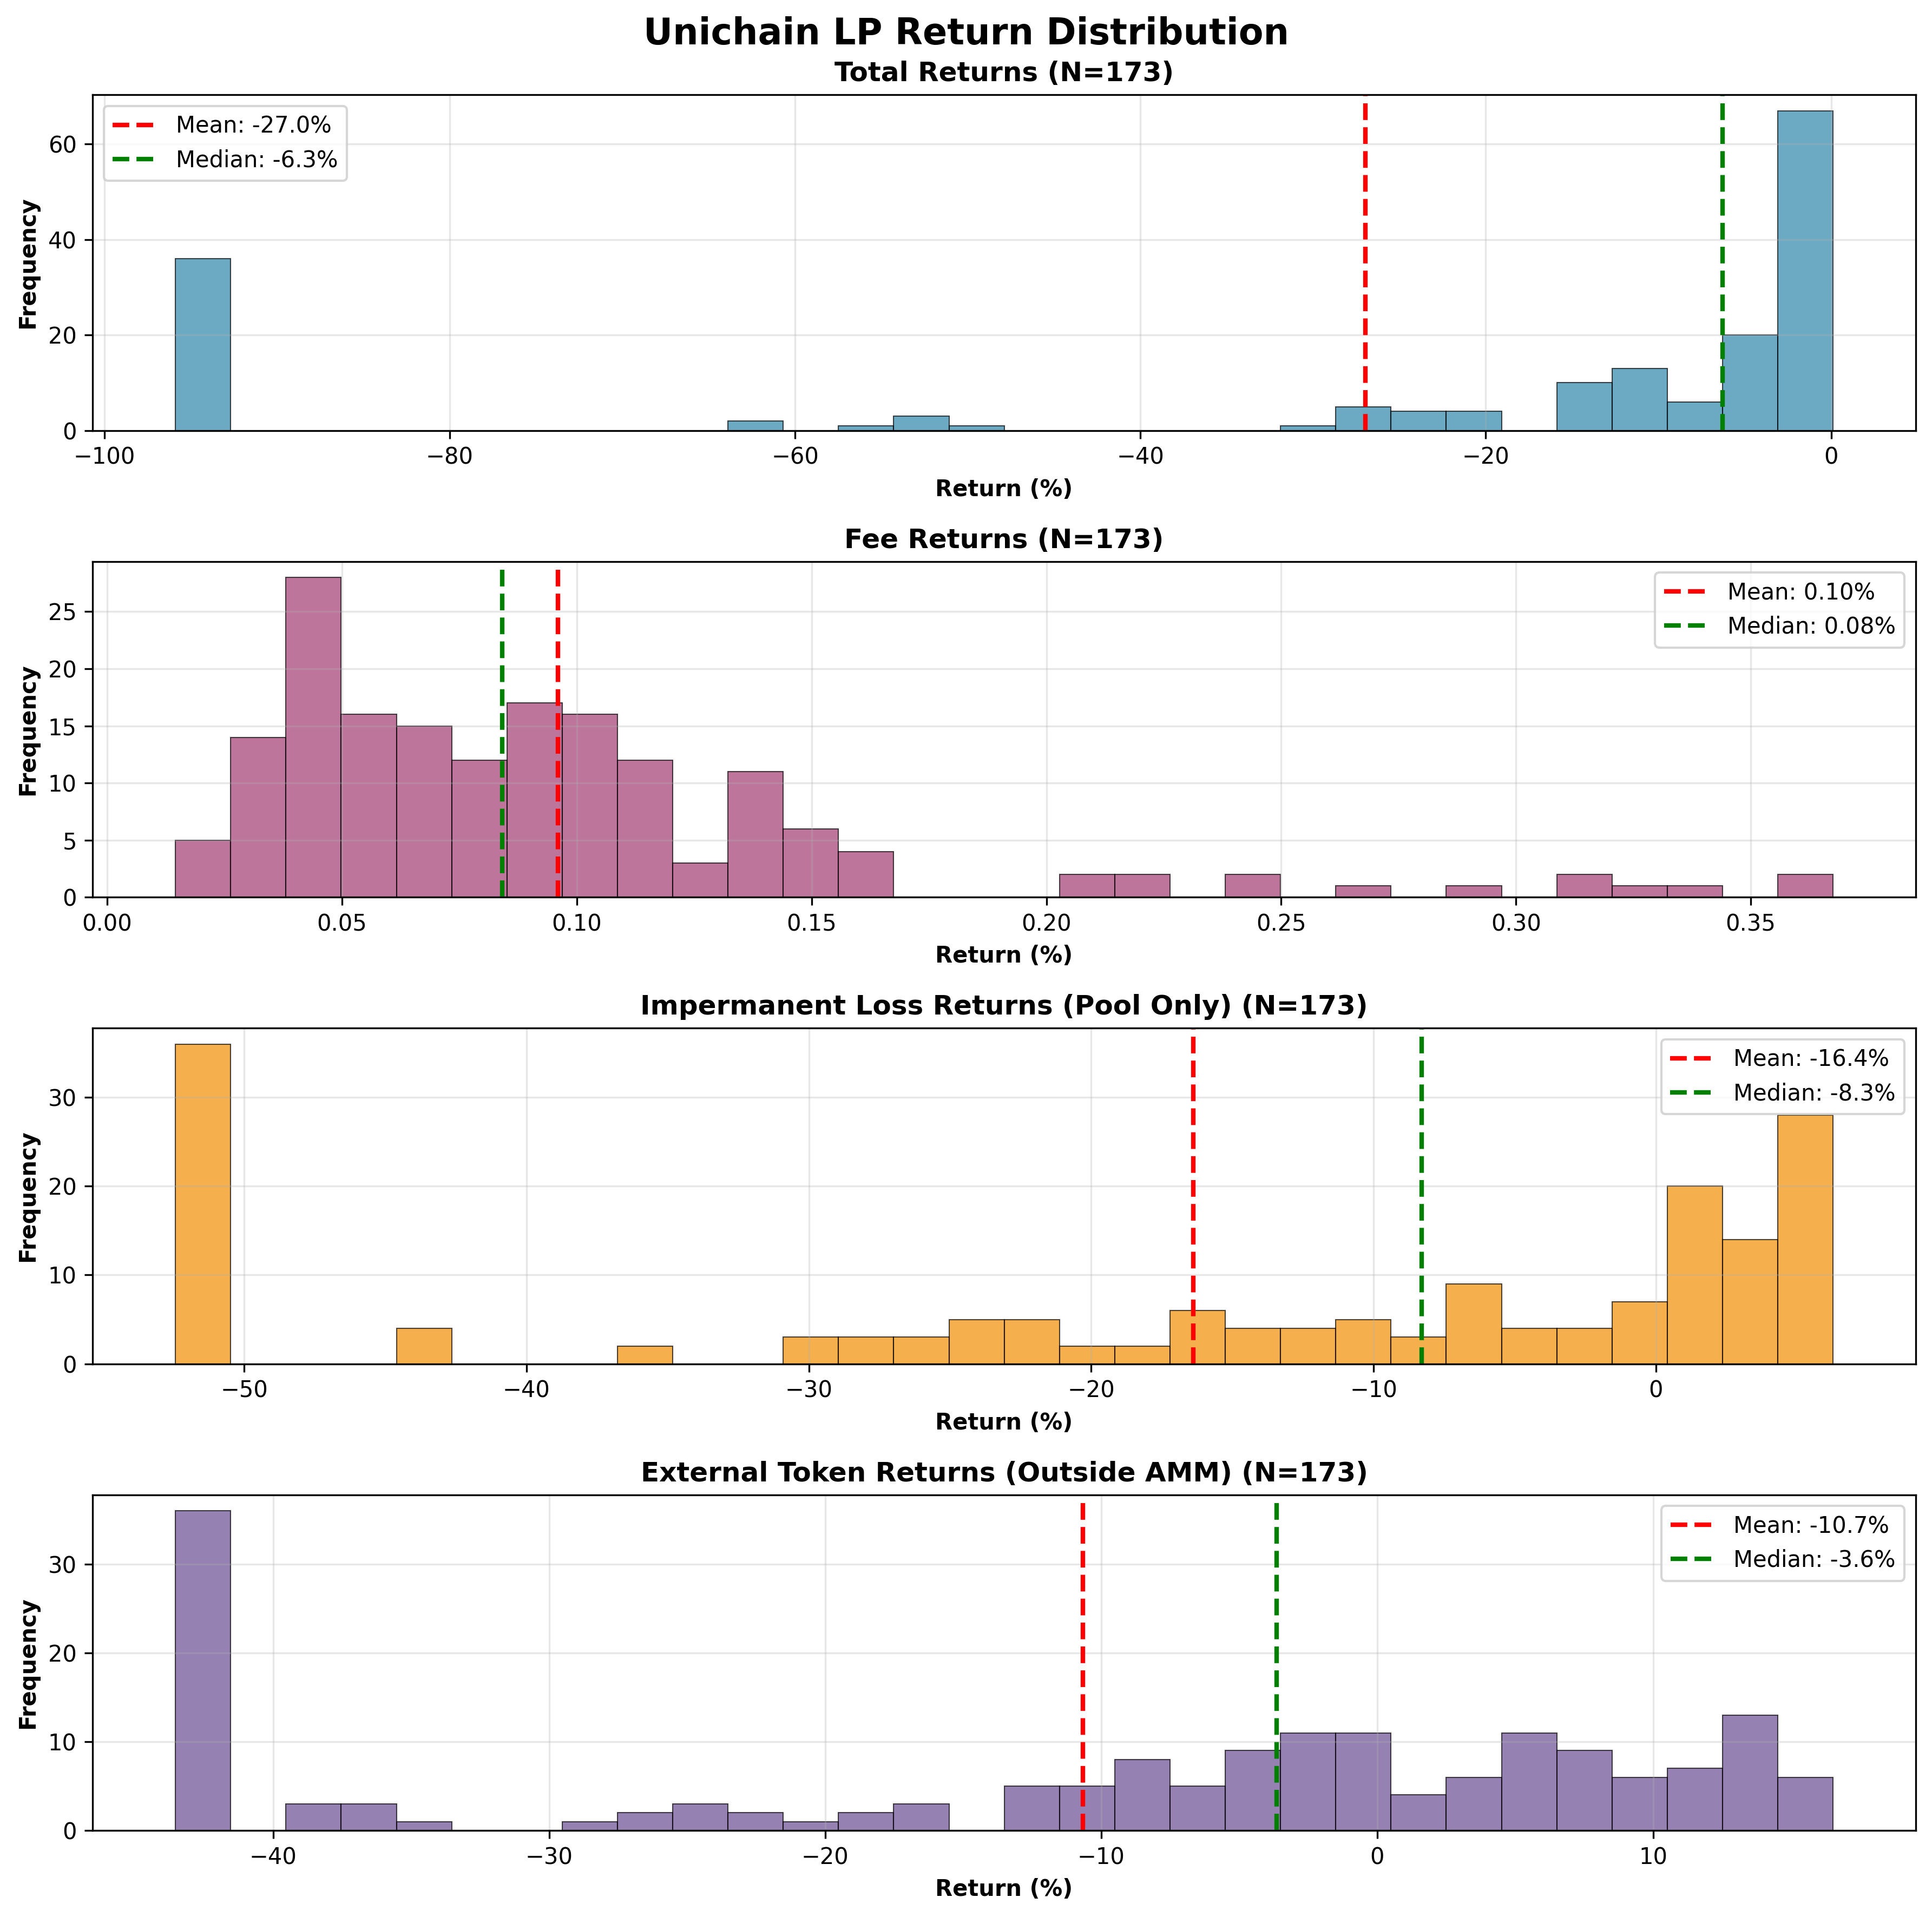 Unichain LP Return Distribution
Total Returns (N=173)
Mean: -27.0%
Median: -6.3%
Frequency
60
40
20
0
−100 −80 −60 −40 −20 0
Return (%)
Fee Returns (N=173)
Mean: 0.10%
Median: 0.08%
Frequency
25
20
15
10
5
0
0.00 0.05 0.10 0.15 0.20 0.25 0.30 0.35
Return (%)
Impermanent Loss Returns (Pool Only) (N=173)
Mean: -16.4%
Median: -8.3%
Frequency
30
20
10
0
−50 −40 −30 −20 −10 0
Return (%)
External Token Returns (Outside AMM) (N=173)
Mean: -10.7%
Median: -3.6%
Frequency
30
20
10
0
−40 −30 −20 −10 0 10
Return (%)